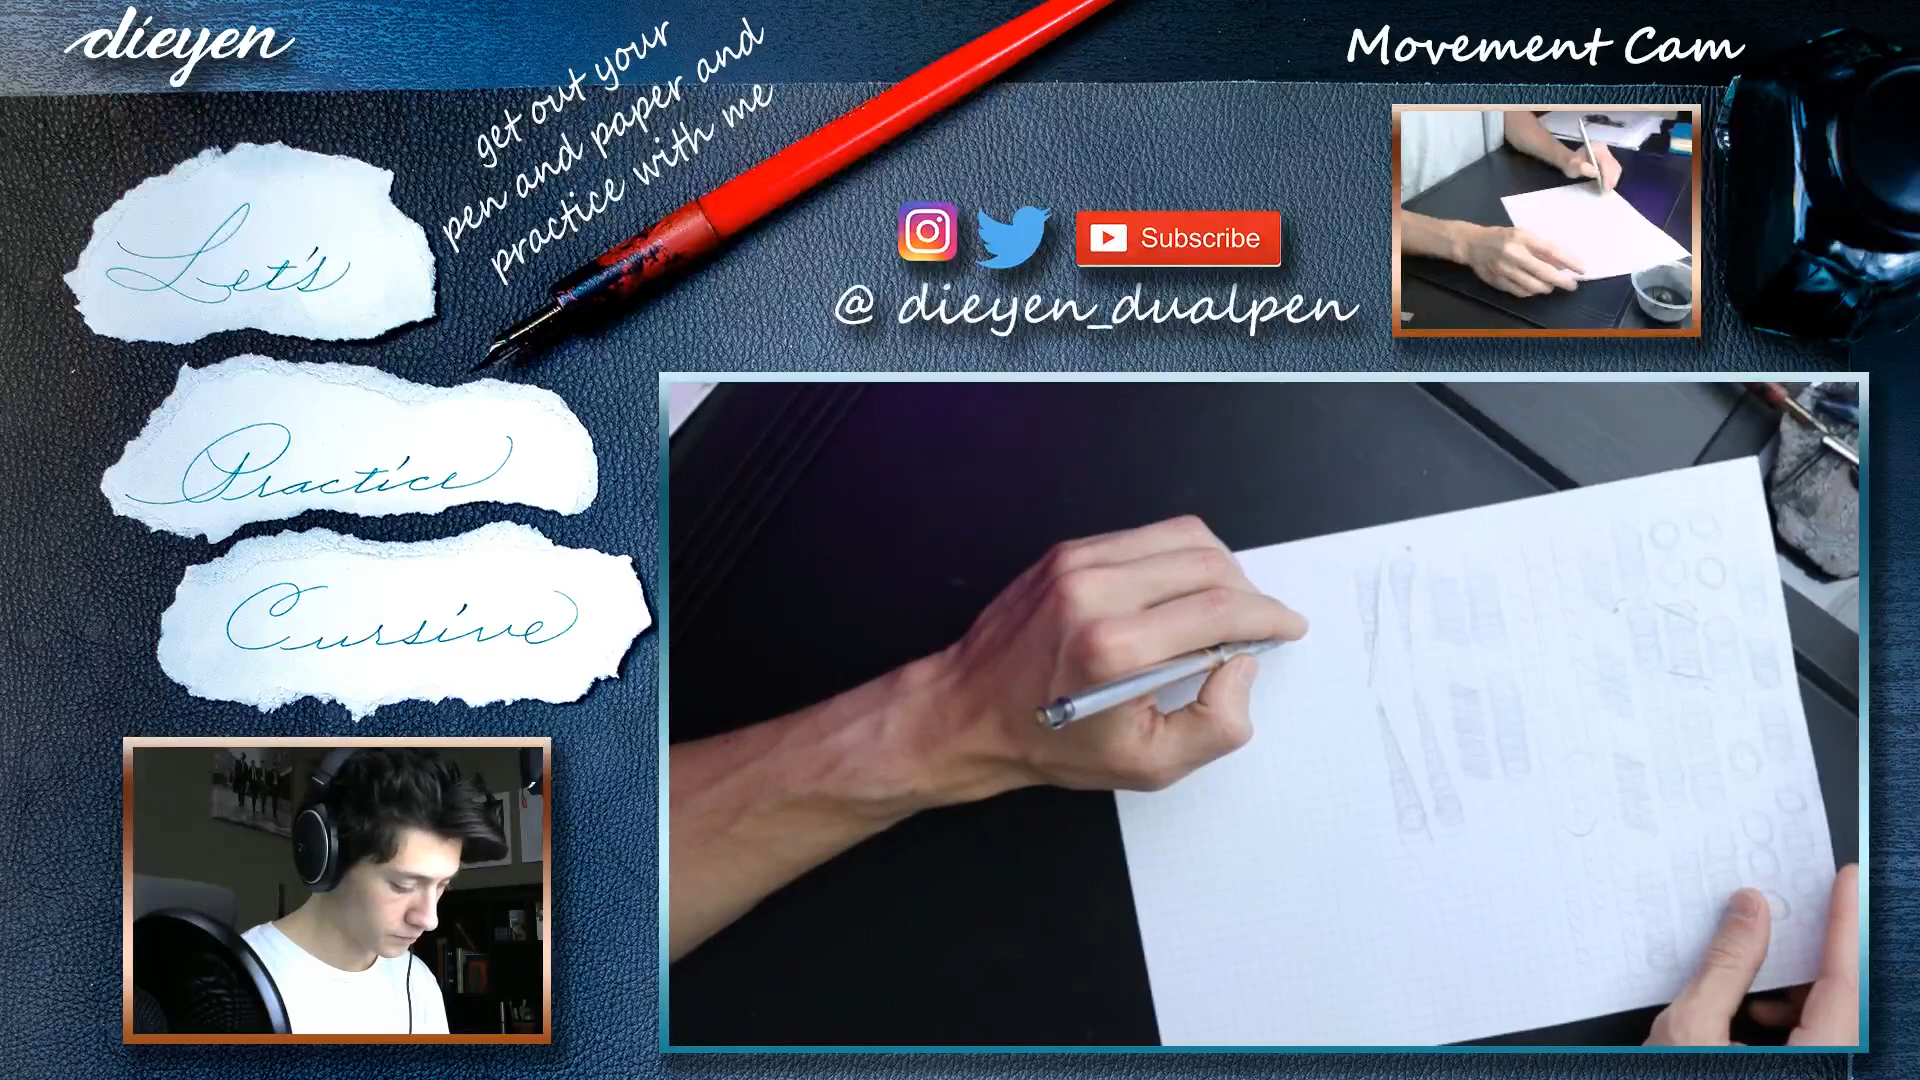 dieyen
get out your
pen and paper and
practice with me
Movement Cam
Subscribe
@ dieyen_dualpen
Let's
Practice
Cursive